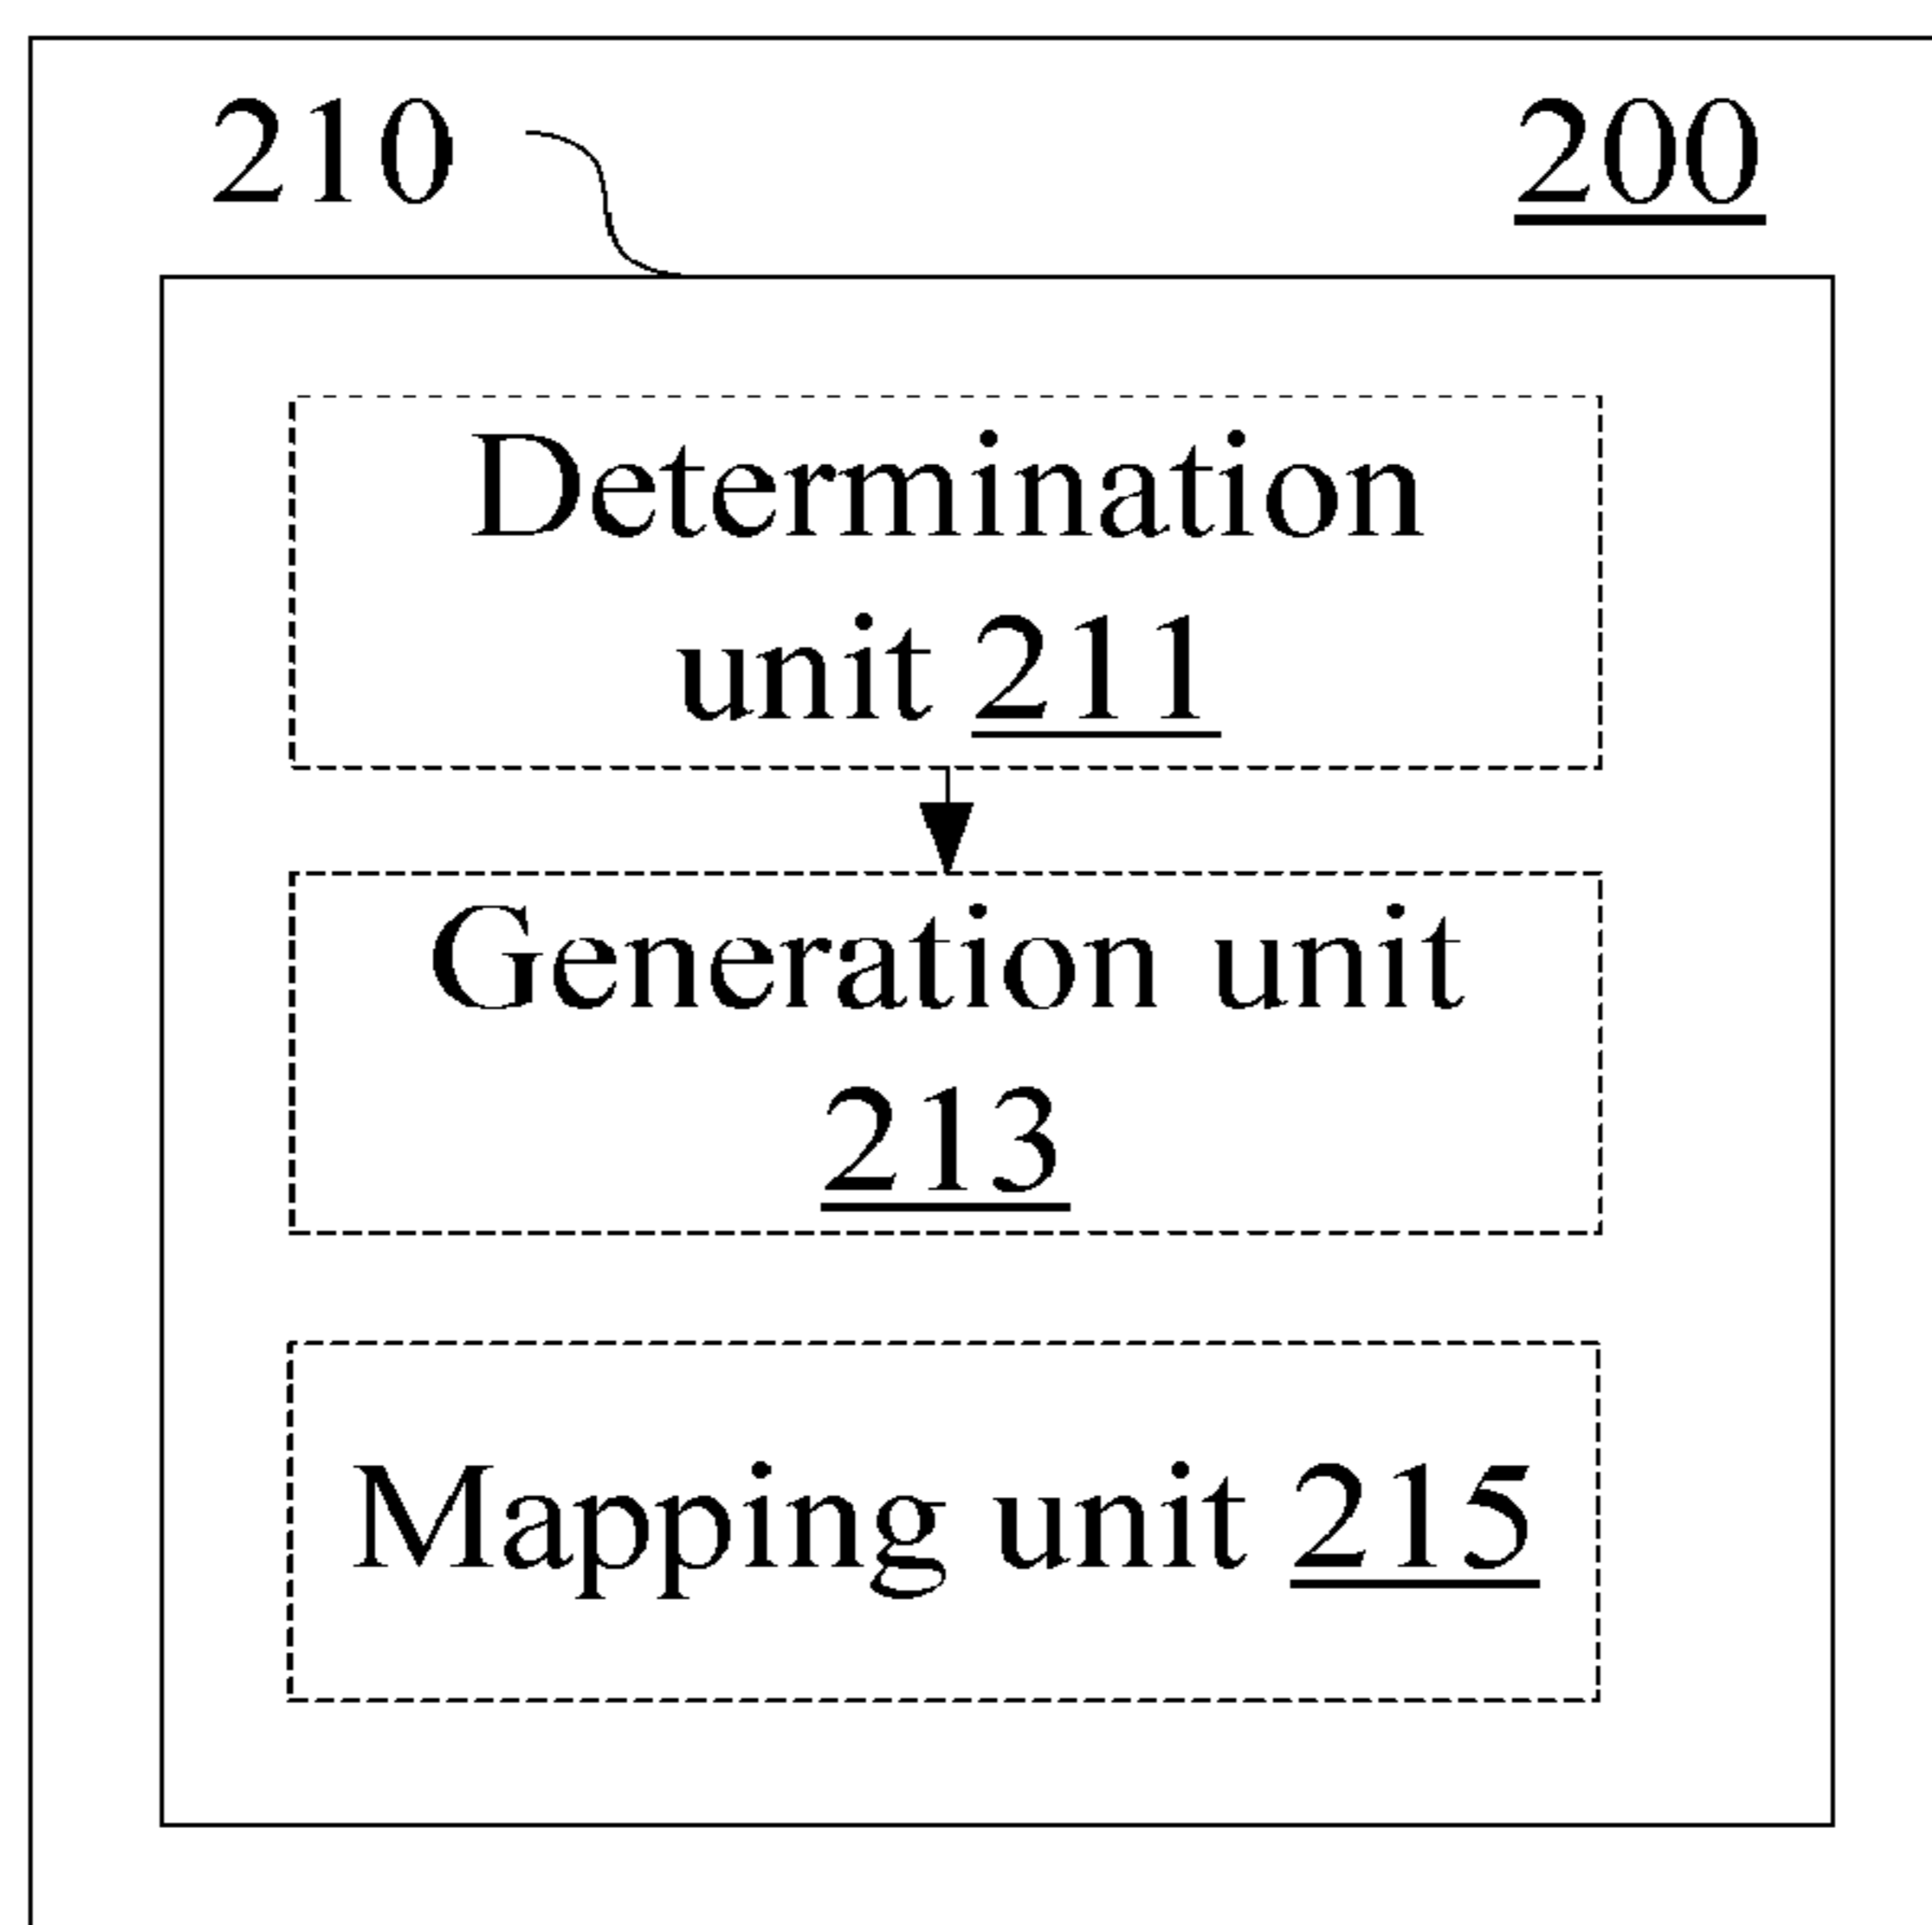 210
200
Determination
unit 211
Generation unit
213
Mapping unit 215